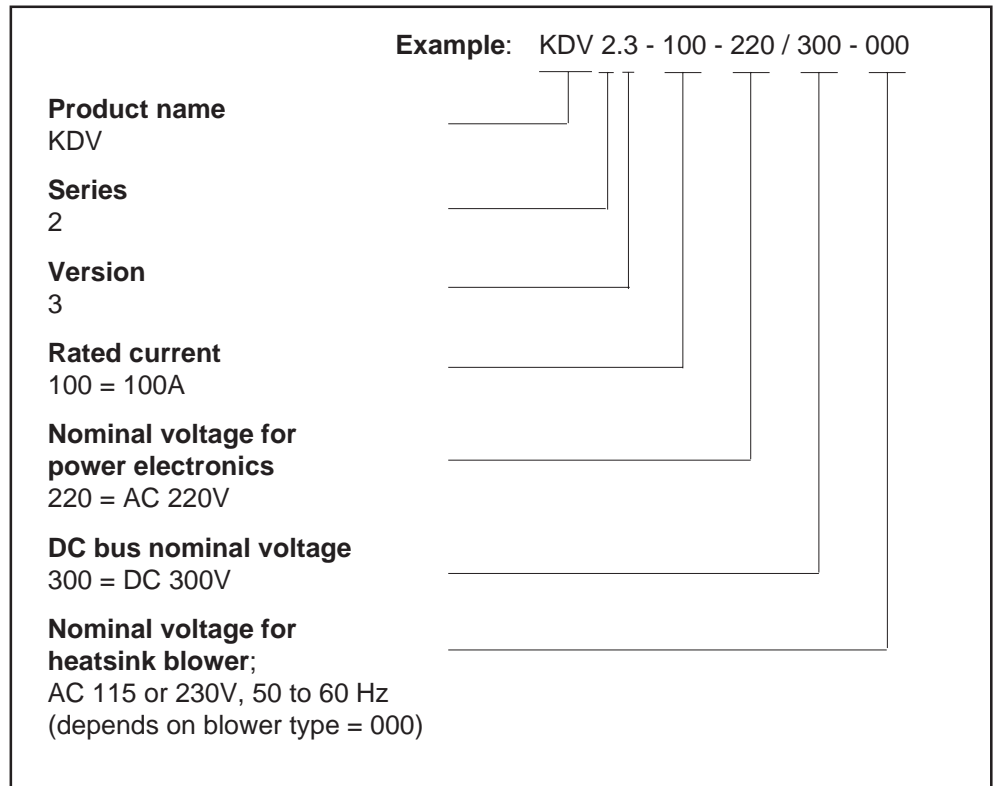 Example: KDV 2.3 - 100 - 220 / 300 - 000
Product name
KDV
Series
2
Version
3
Rated current
100 = 100A
Nominal voltage for
power electronics
220 = AC 220V
DC bus nominal voltage
300 = DC 300V
Nominal voltage for
heatsink blower;
AC 115 or 230V, 50 to 60 Hz
(depends on blower type = 000)